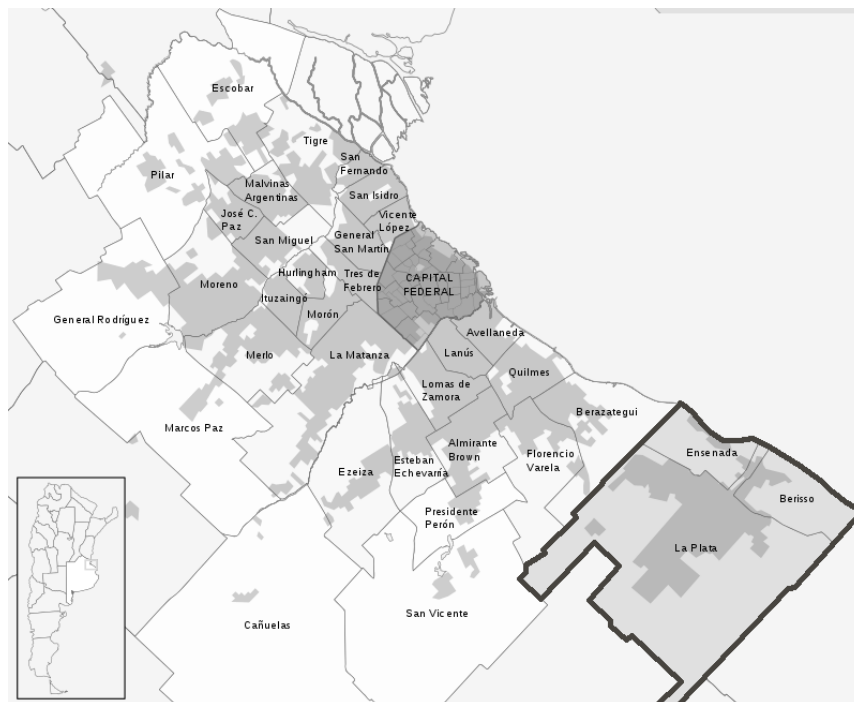 Escobar
Tigre
San
Fernando
Pilar
Malvinas
Argentinas
San Isidro
José C.
Paz
Vicente
López
San Miguel
General
San Martín
Hurlingham
Tres de
Febrero
CAPITAL
FEDERAL
Moreno
Ituzaingó
General Rodríguez
Morón
Avellaneda
Merlo
La Matanza
Lanús
Quilmes
Lomas de
Zamora
Berazategui
Marcos Paz
Almirante
Brown
Florencio
Varela
Ensenada
Ezeiza
Esteban
Echevarría
Berisso
Presidente
Perón
La Plata
San Vicente
Cañuelas